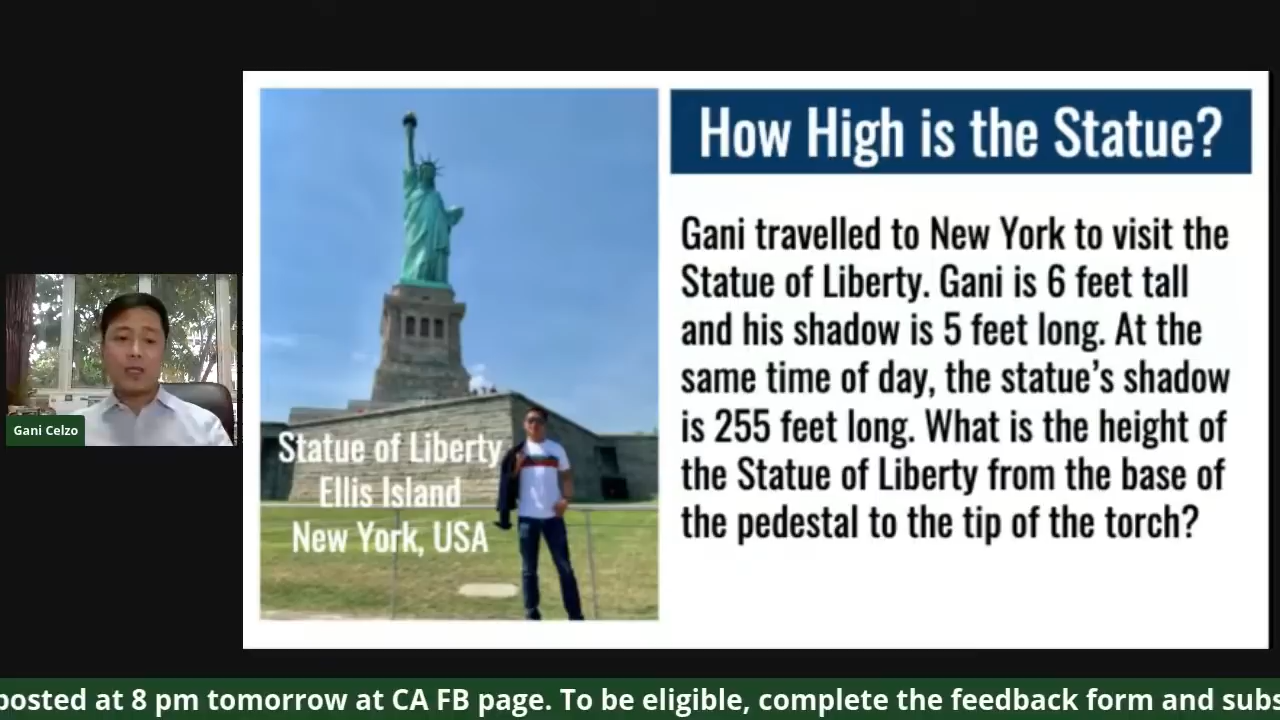 How High is the Statue?
Gani travelled to New York to visit the
Statue of Liberty. Gani is 6 feet tall
and his shadow is 5 feet long. At the
same time of day, the statue’s shadow
is 255 feet long. What is the height of
the Statue of Liberty from the base of
the pedestal to the tip of the torch?
Statue of Liberty
Ellis Island
New York, USA
Gani Celzo
posted at 8 pm tomorrow at CA FB page. To be eligible, complete the feedback form and subs